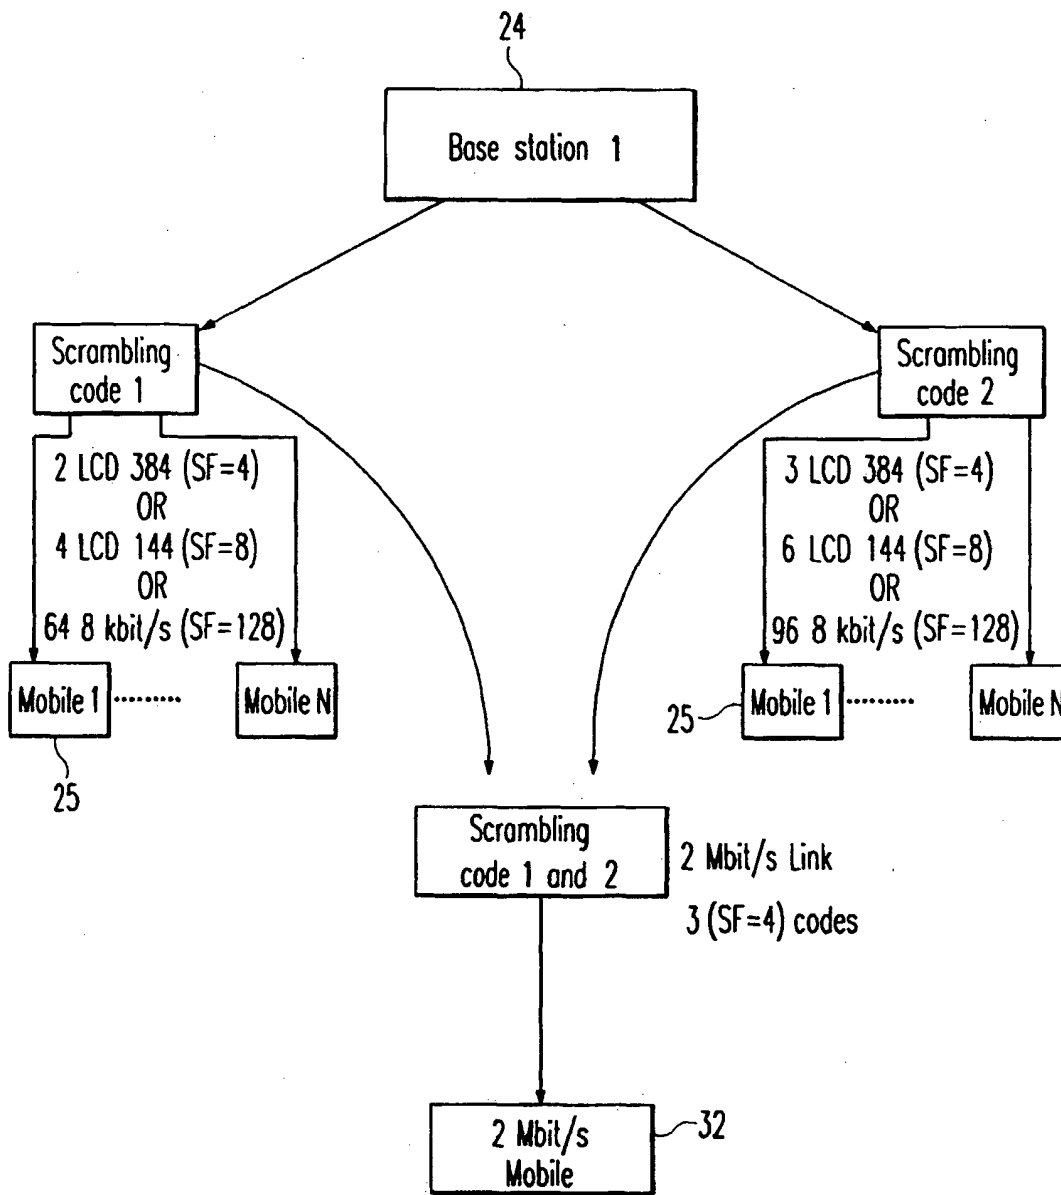 24
Base station 1
Scrambling
code 1
Scrambling
code 2
2 LCD 384 (SF=4)
OR
4 LCD 144 (SF=8)
OR
64 8 kbit/s (SF=128)
3 LCD 384 (SF=4)
OR
6 LCD 144 (SF=8)
OR
96 8 kbit/s (SF=128)
Mobile 1 ......... Mobile N
25
25 Mobile 1 ......... Mobile N
Scrambling
code 1 and 2
2 Mbit/s Link
3 (SF=4) codes
2 Mbit/s
Mobile
32